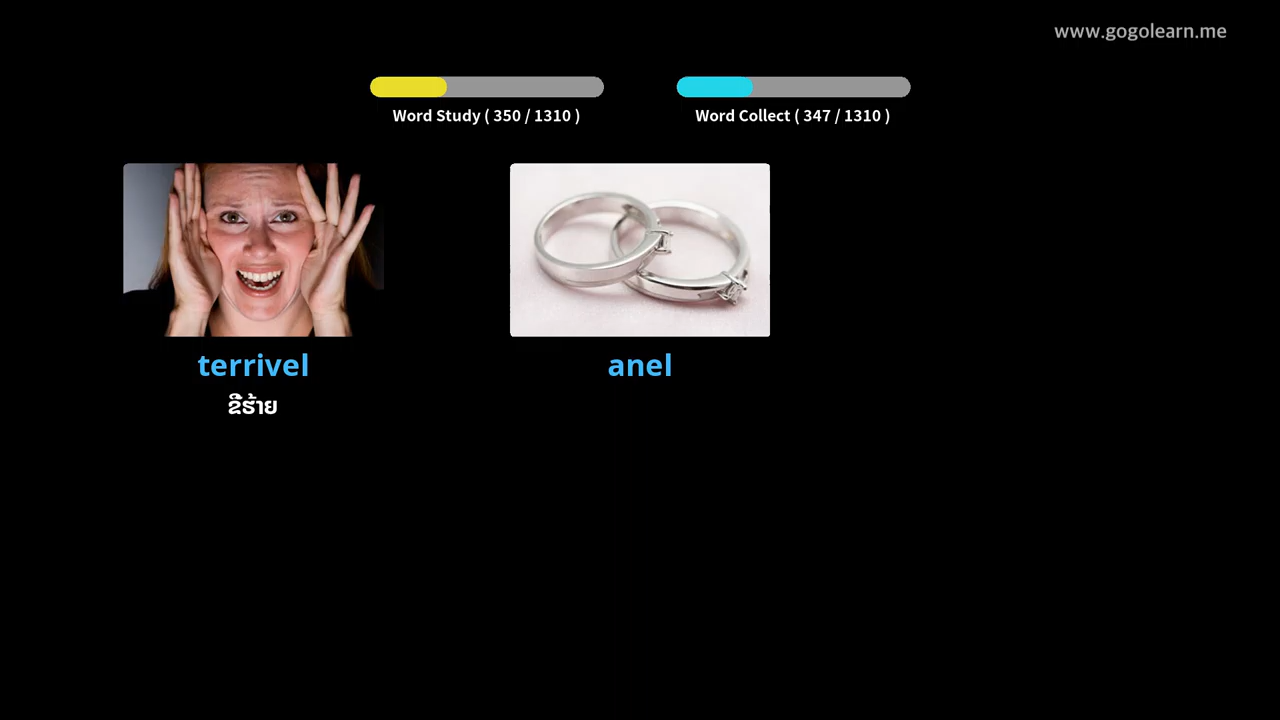 www.gogolearn.me
Word Study ( 350 / 1310 )
Word Collect ( 347 / 1310 )
terrivel
anel
ຂີ້ຮ້າຍ